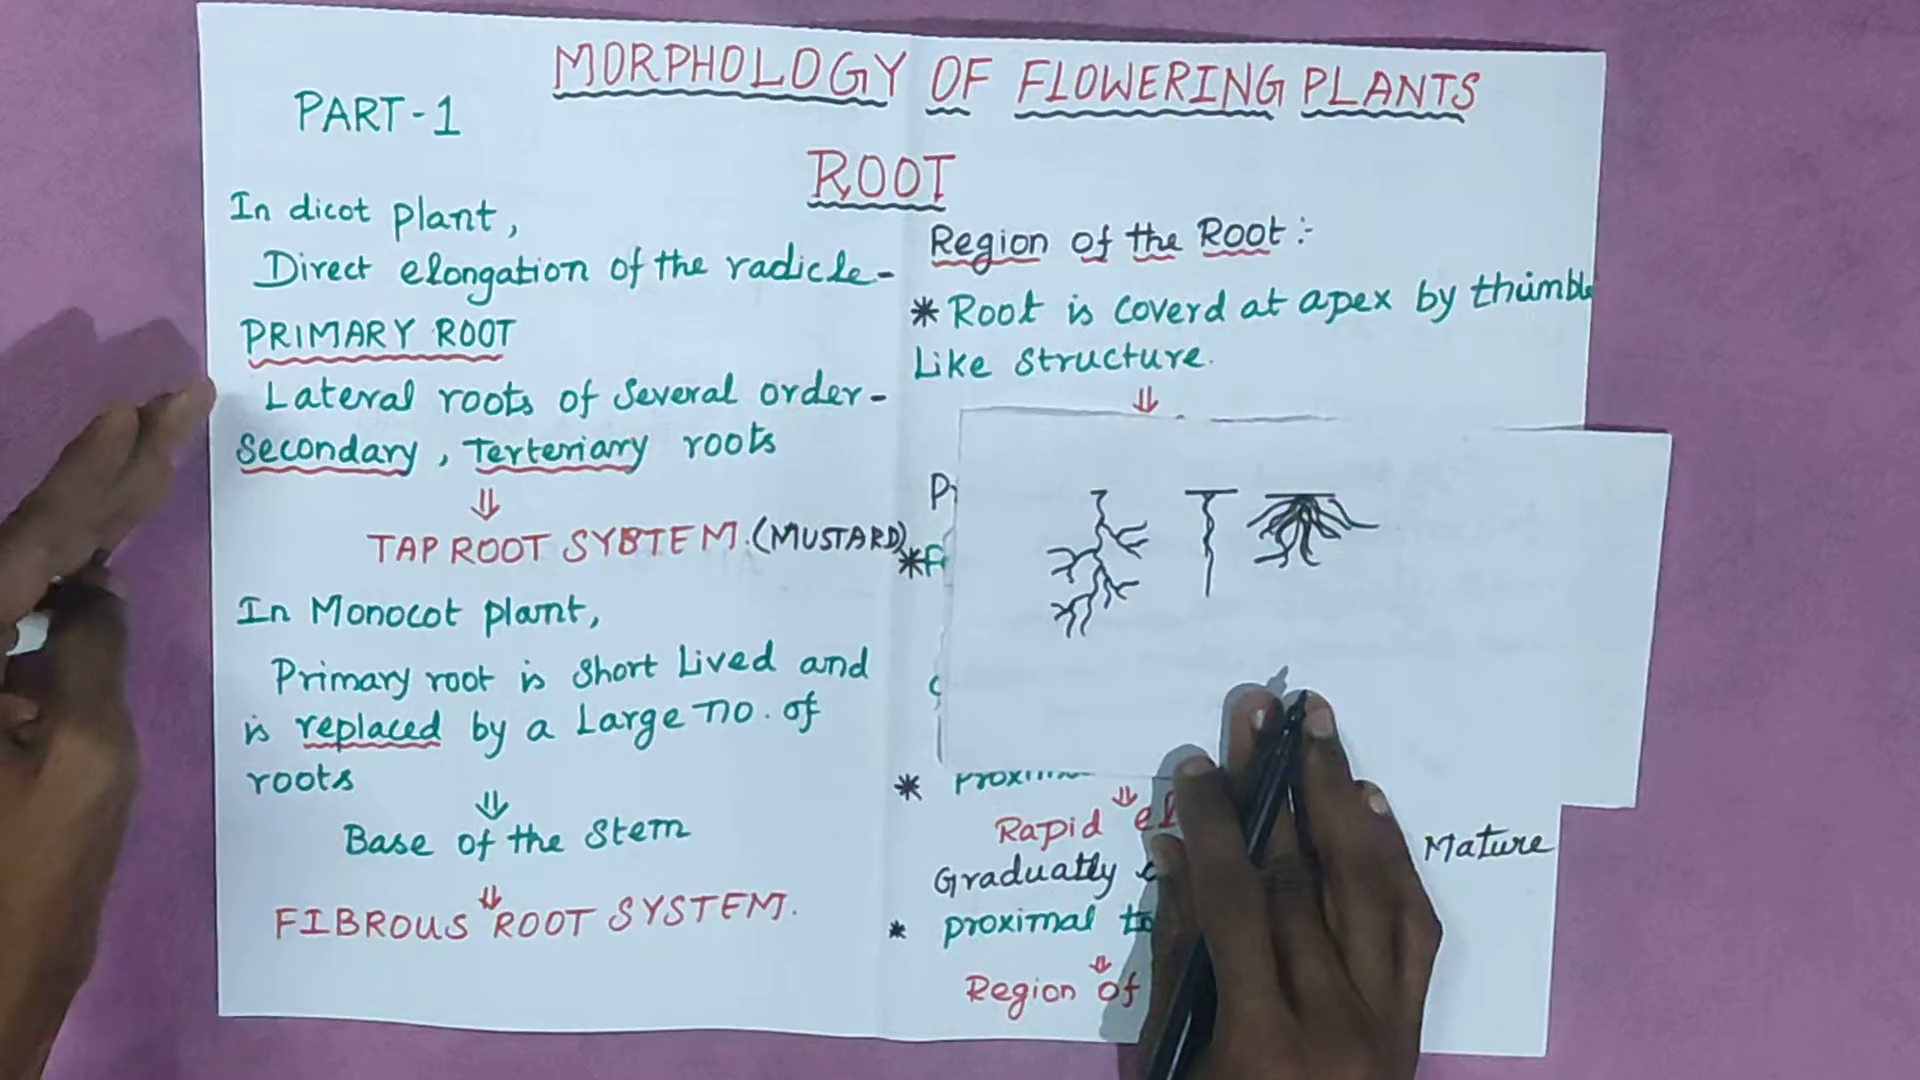 MORPHOLOGY OF FLOWERING PLANTS
PART-1
ROOT
In dicot plant,
Direct elongation of the radicle-
PRIMARY ROOT
Lateral roots of several order-
Secondary, Terteriary roots
⇓
TAP ROOT SYSTEM. (MUSTARD)
In Monocot plant,
Primary root is short Lived and
is replaced by a Large no. of
roots
⇓
Base of the stem
⇓
FIBROUS ROOT SYSTEM.
Region of the Root :-
* Root is coverd at apex by thimble
Like structure.
⇓
*
*
⇓
Rapid
Mature
Graduatly
* proximal to
⇓
Region of